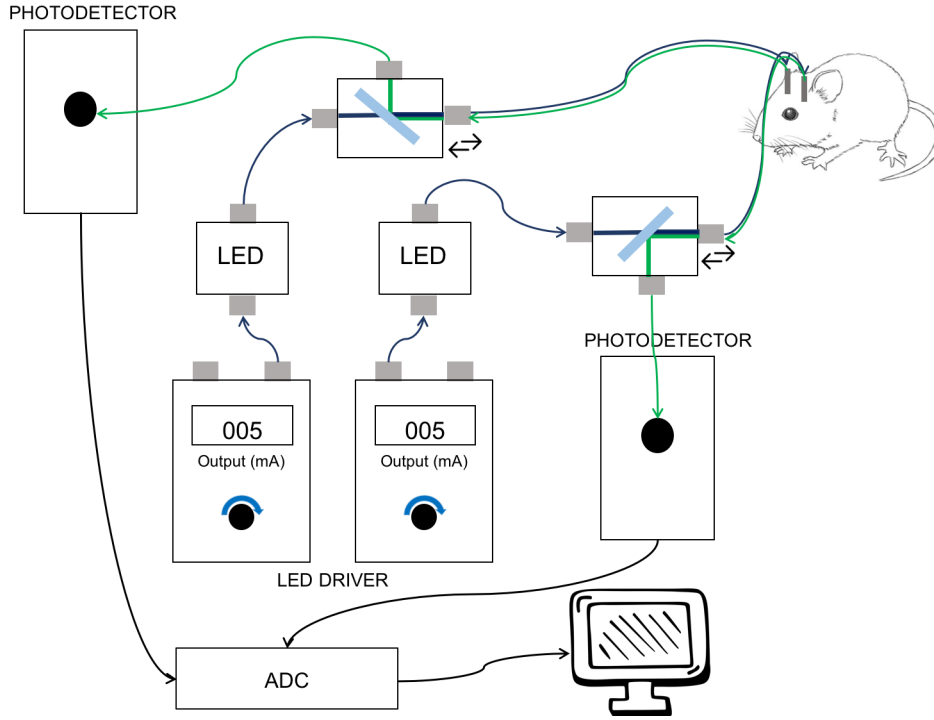 PHOTODETECTOR
LED
LED
PHOTODETECTOR
005
Output (mA)
005
Output (mA)
LED DRIVER
ADC